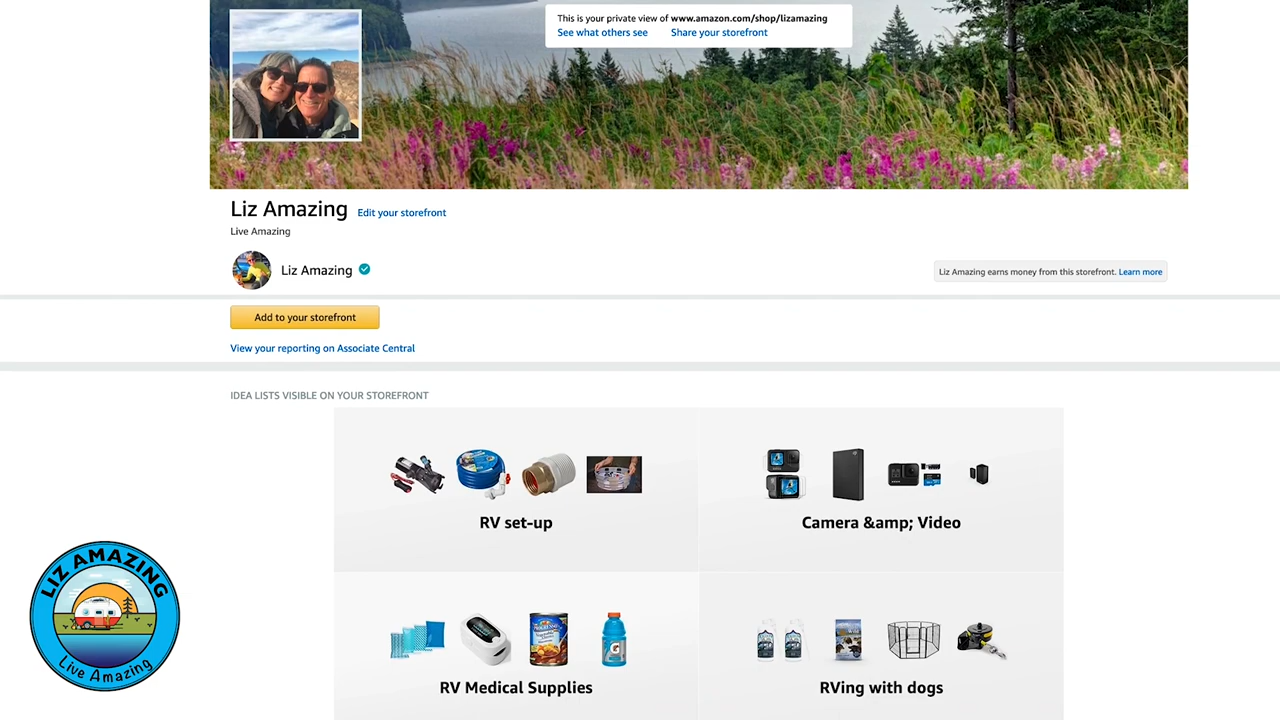 This is your private view of www.amazon.com/shop/lizamazing
See what others see Share your storefront
Liz Amazing Edit your storefront
Live Amazing
Liz Amazing
Liz Amazing earns money from this storefront. Learn more
Add to your storefront
View your reporting on Associate Central
IDEA LISTS VISIBLE ON YOUR STOREFRONT
RV set-up
Camera &amp; Video
LIZ AMAZING
Live Amazing
PROGRESSO
G
RV Medical Supplies
RVing with dogs